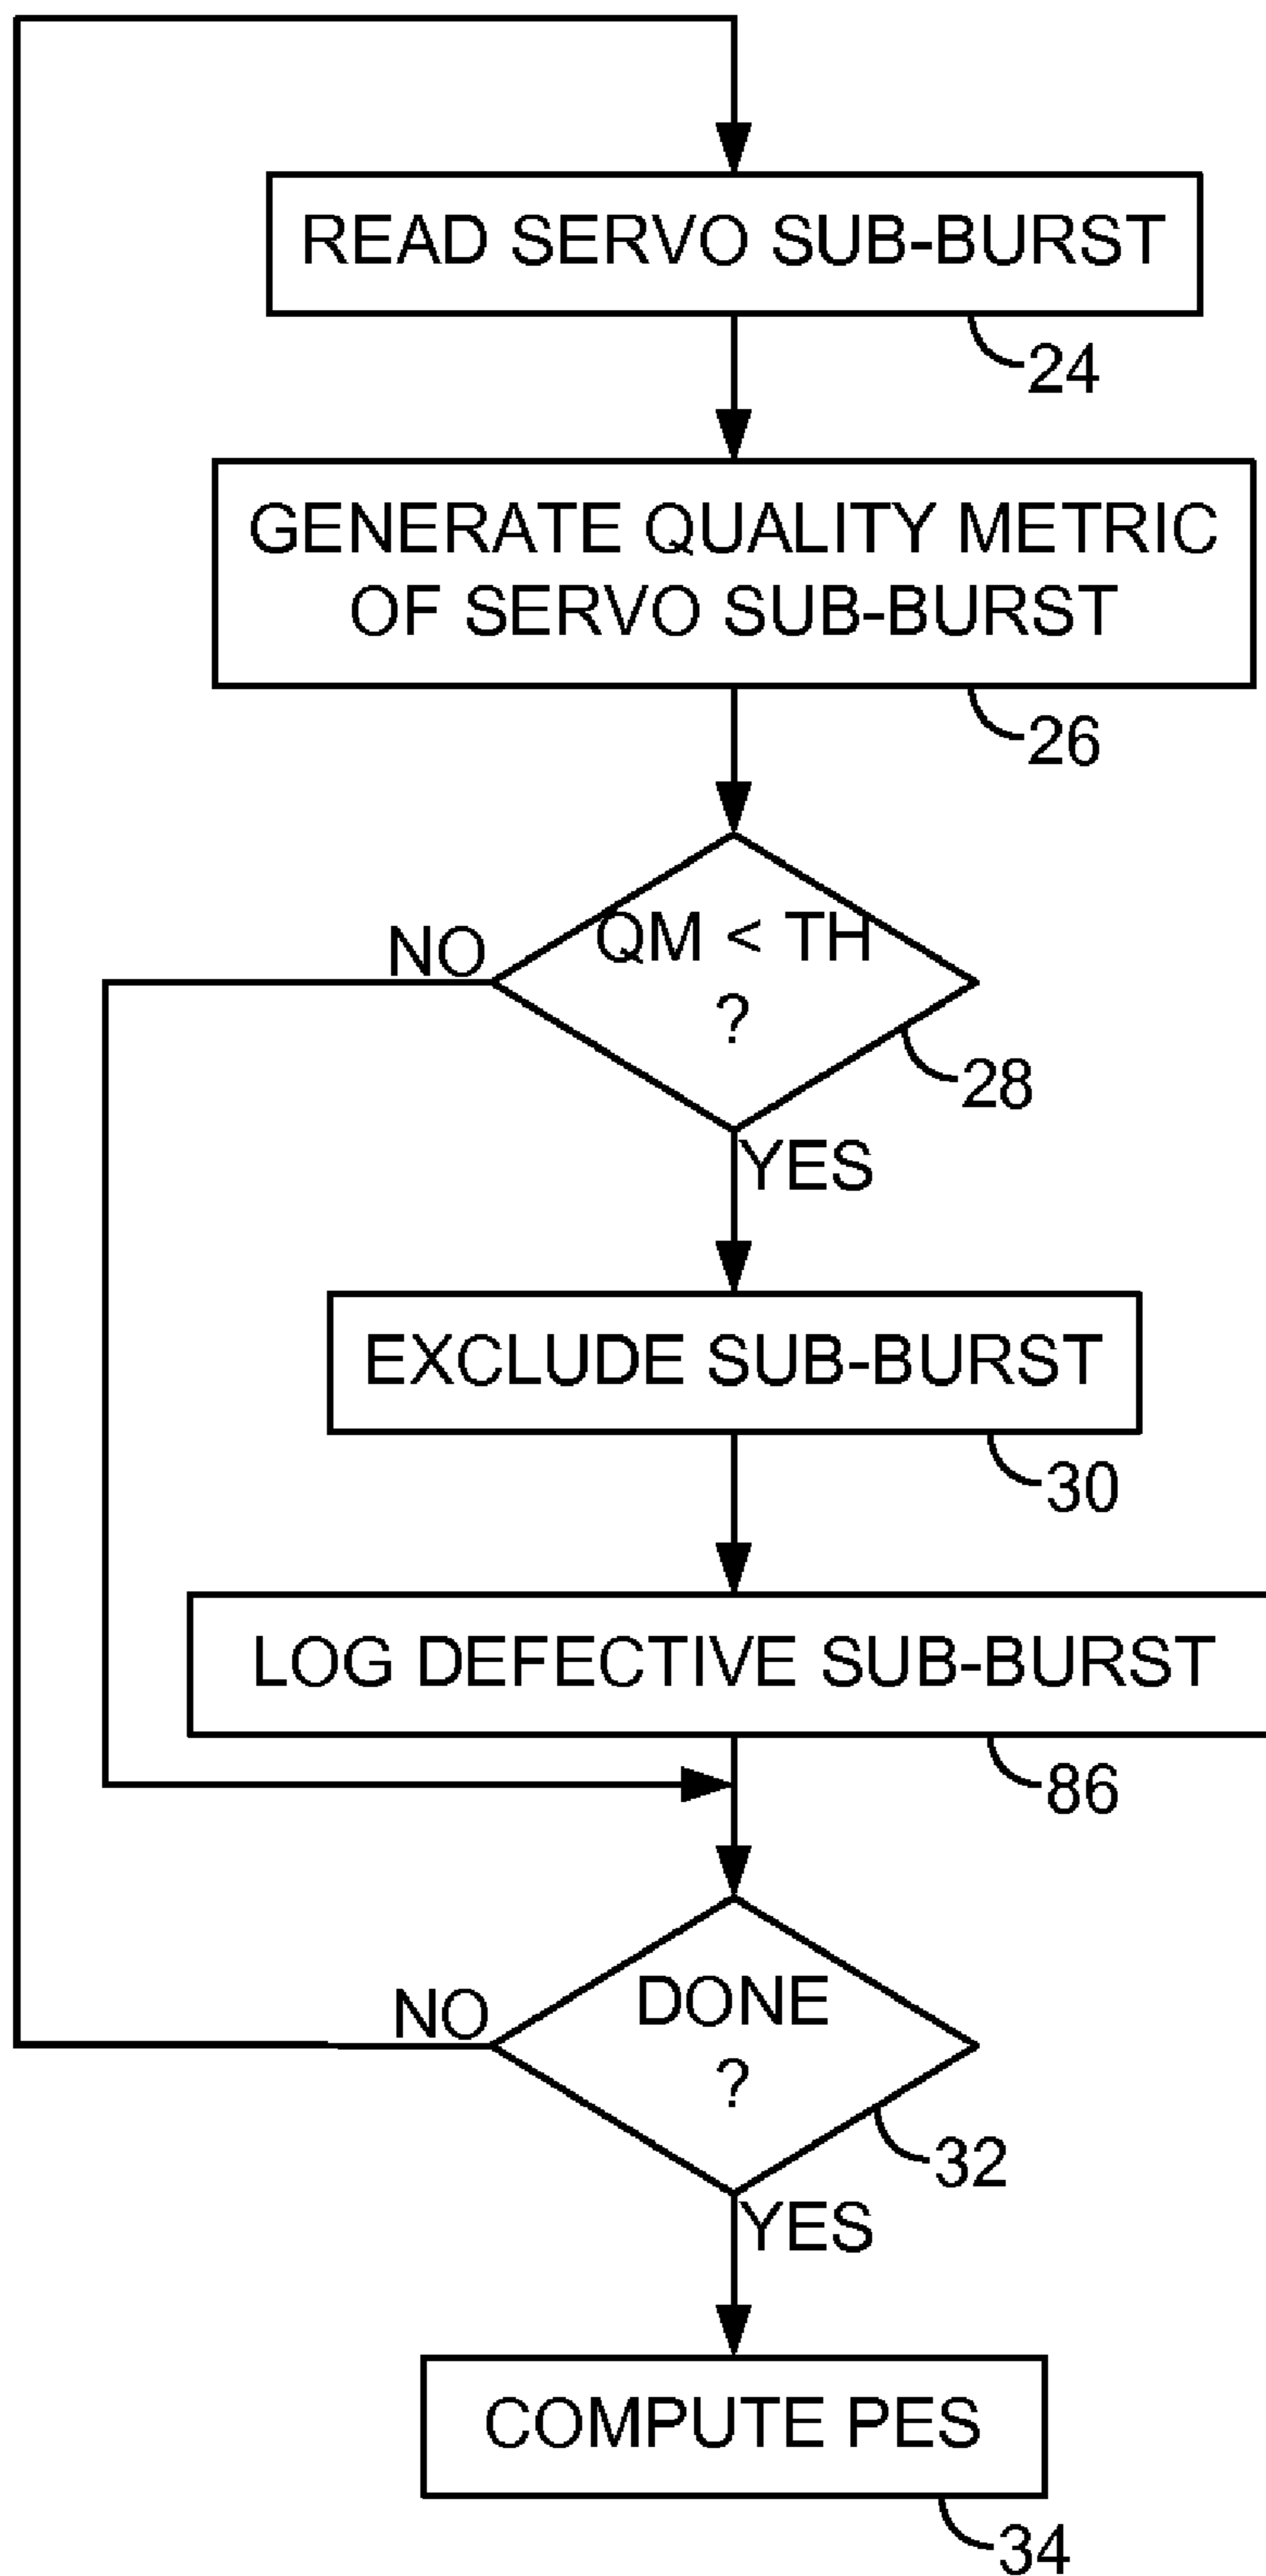 READ SERVO SUB-BURST
24
GENERATE QUALITY METRIC
OF SERVO SUB-BURST
26
QM < TH
?
NO
28
YES
EXCLUDE SUB-BURST
30
LOG DEFECTIVE SUB-BURST
86
DONE
?
NO
32
YES
COMPUTE PES
34